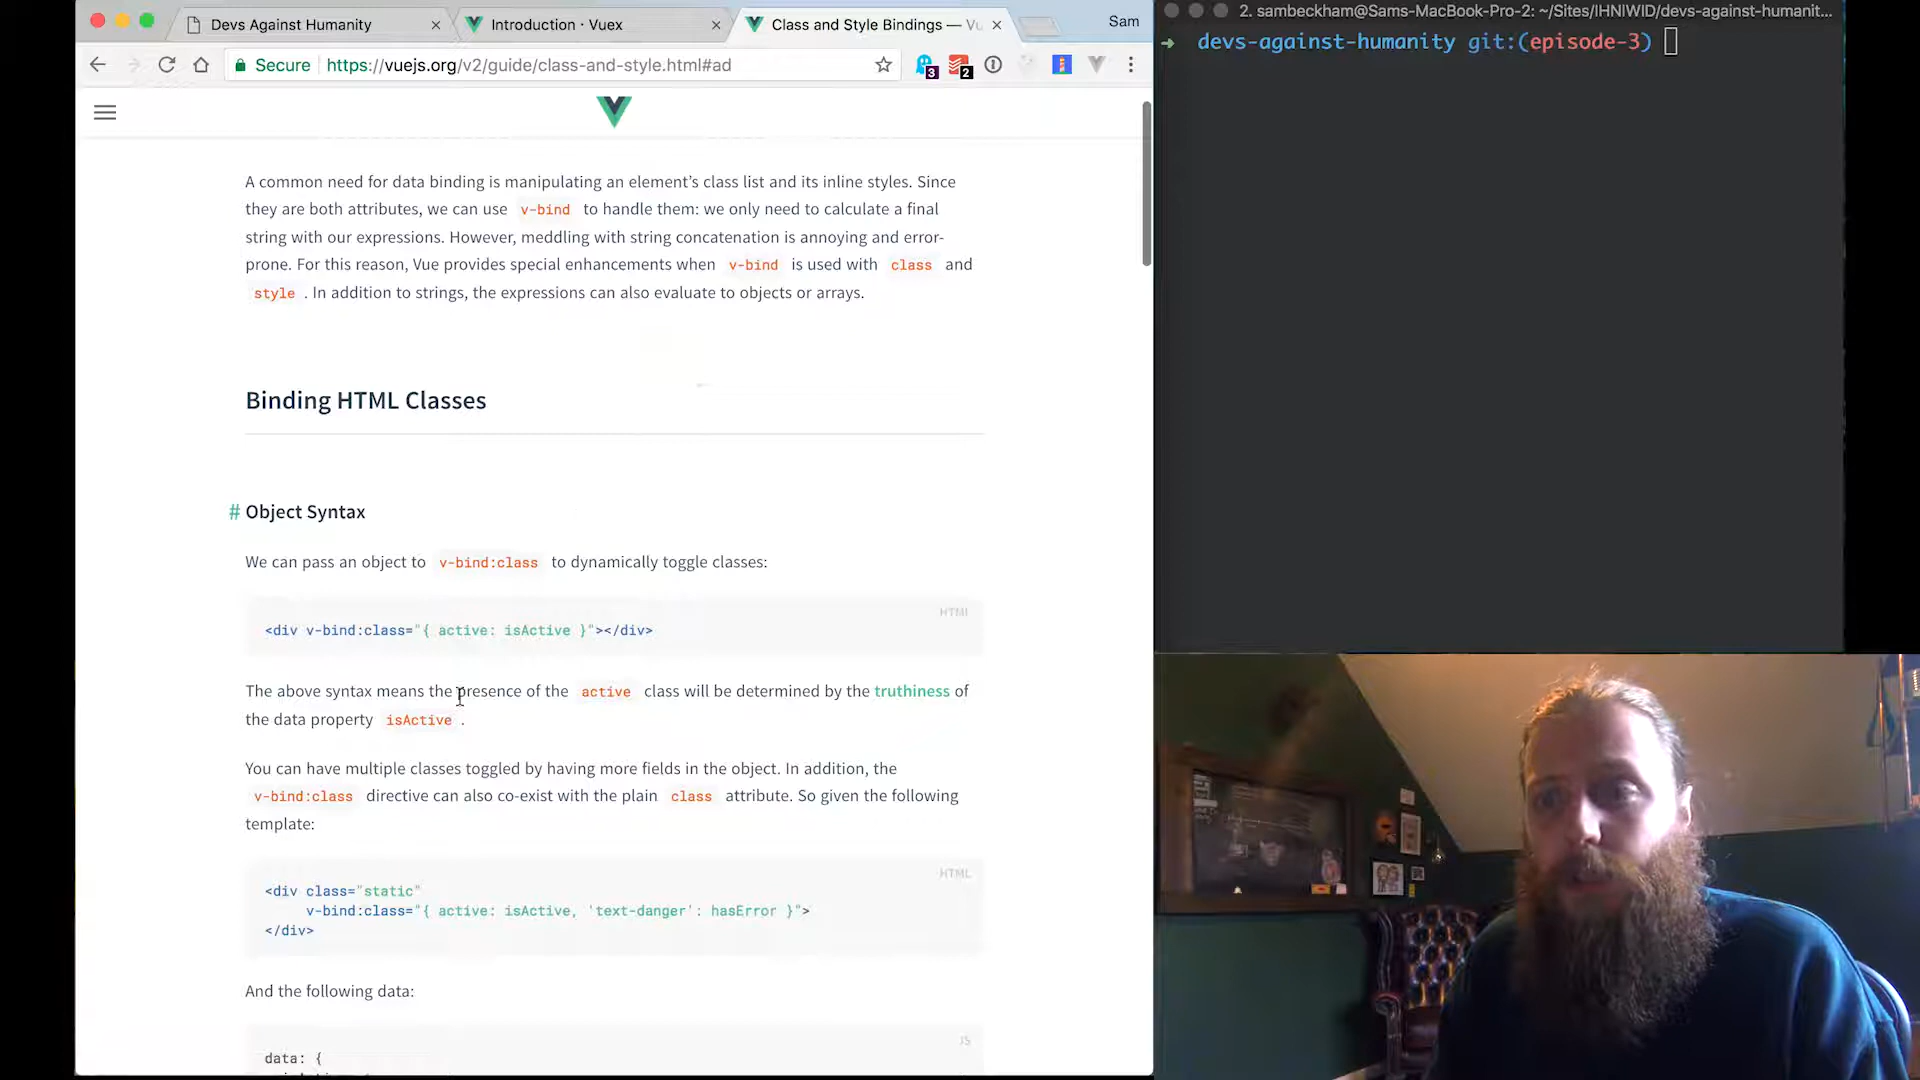 Devs Against Humanity
Introduction · Vuex
Class and Style Bindings — Vu
Sam
Secure
https://vuejs.org/v2/guide/class-and-style.html#ad
3
2
A common need for data binding is manipulating an element’s class list and its inline styles. Since
they are both attributes, we can use v-bind to handle them: we only need to calculate a final
string with our expressions. However, meddling with string concatenation is annoying and error-
prone. For this reason, Vue provides special enhancements when v-bind is used with class and
style . In addition to strings, the expressions can also evaluate to objects or arrays.
Binding HTML Classes
# Object Syntax
We can pass an object to v-bind:class to dynamically toggle classes:
HTML
<div v-bind:class="{ active: isActive }"></div>
The above syntax means the presence of the active class will be determined by the truthiness of
the data property isActive .
You can have multiple classes toggled by having more fields in the object. In addition, the
v-bind:class directive can also co-exist with the plain class attribute. So given the following
template:
HTML
<div class="static"
v-bind:class="{ active: isActive, 'text-danger': hasError }">
</div>
And the following data:
JS
data: {
2. sambeckham@Sams-MacBook-Pro-2: ~/Sites/IHNIWID/devs-against-humanit...
→ devs-against-humanity git:(episode-3)